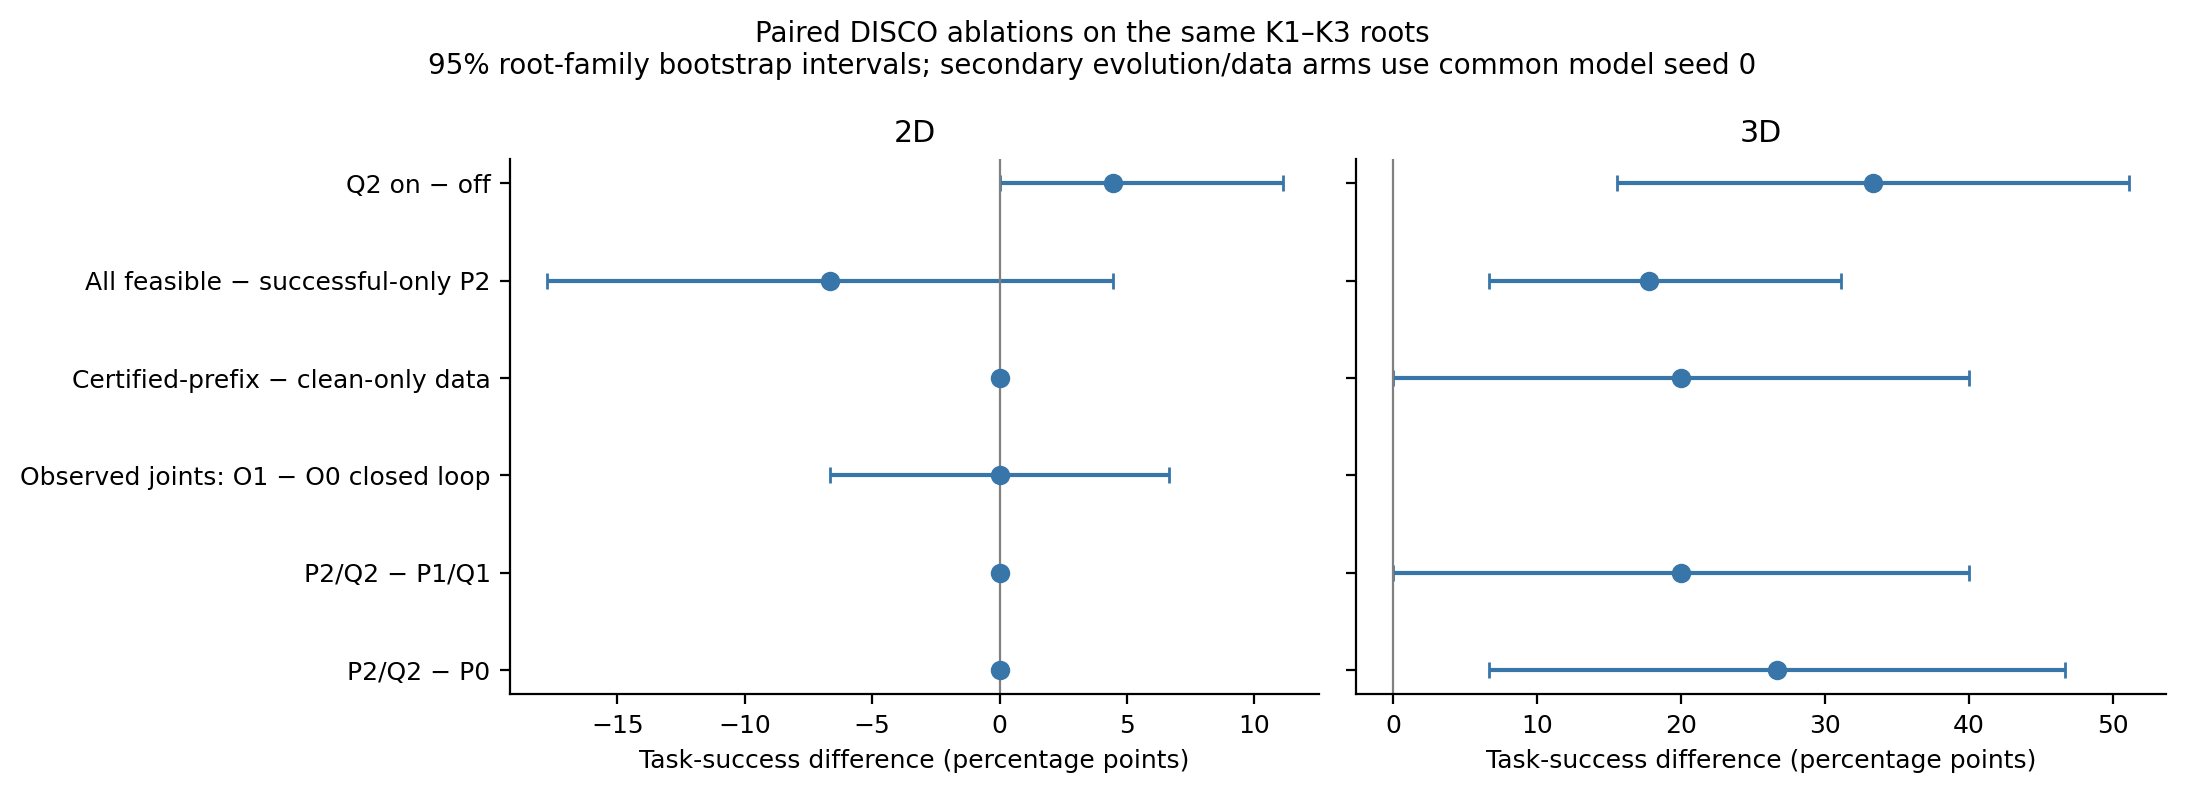 Paired DISCO ablations on the same K1–K3 roots
95% root-family bootstrap intervals; secondary evolution/data arms use common model seed 0
2D
3D
Q2 on − off
All feasible − successful-only P2
Certified-prefix − clean-only data
Observed joints: O1 − O0 closed loop
P2/Q2 − P1/Q1
P2/Q2 − P0
−15 −10 −5 0 5 10
0 10 20 30 40 50
Task-success difference (percentage points)
Task-success difference (percentage points)